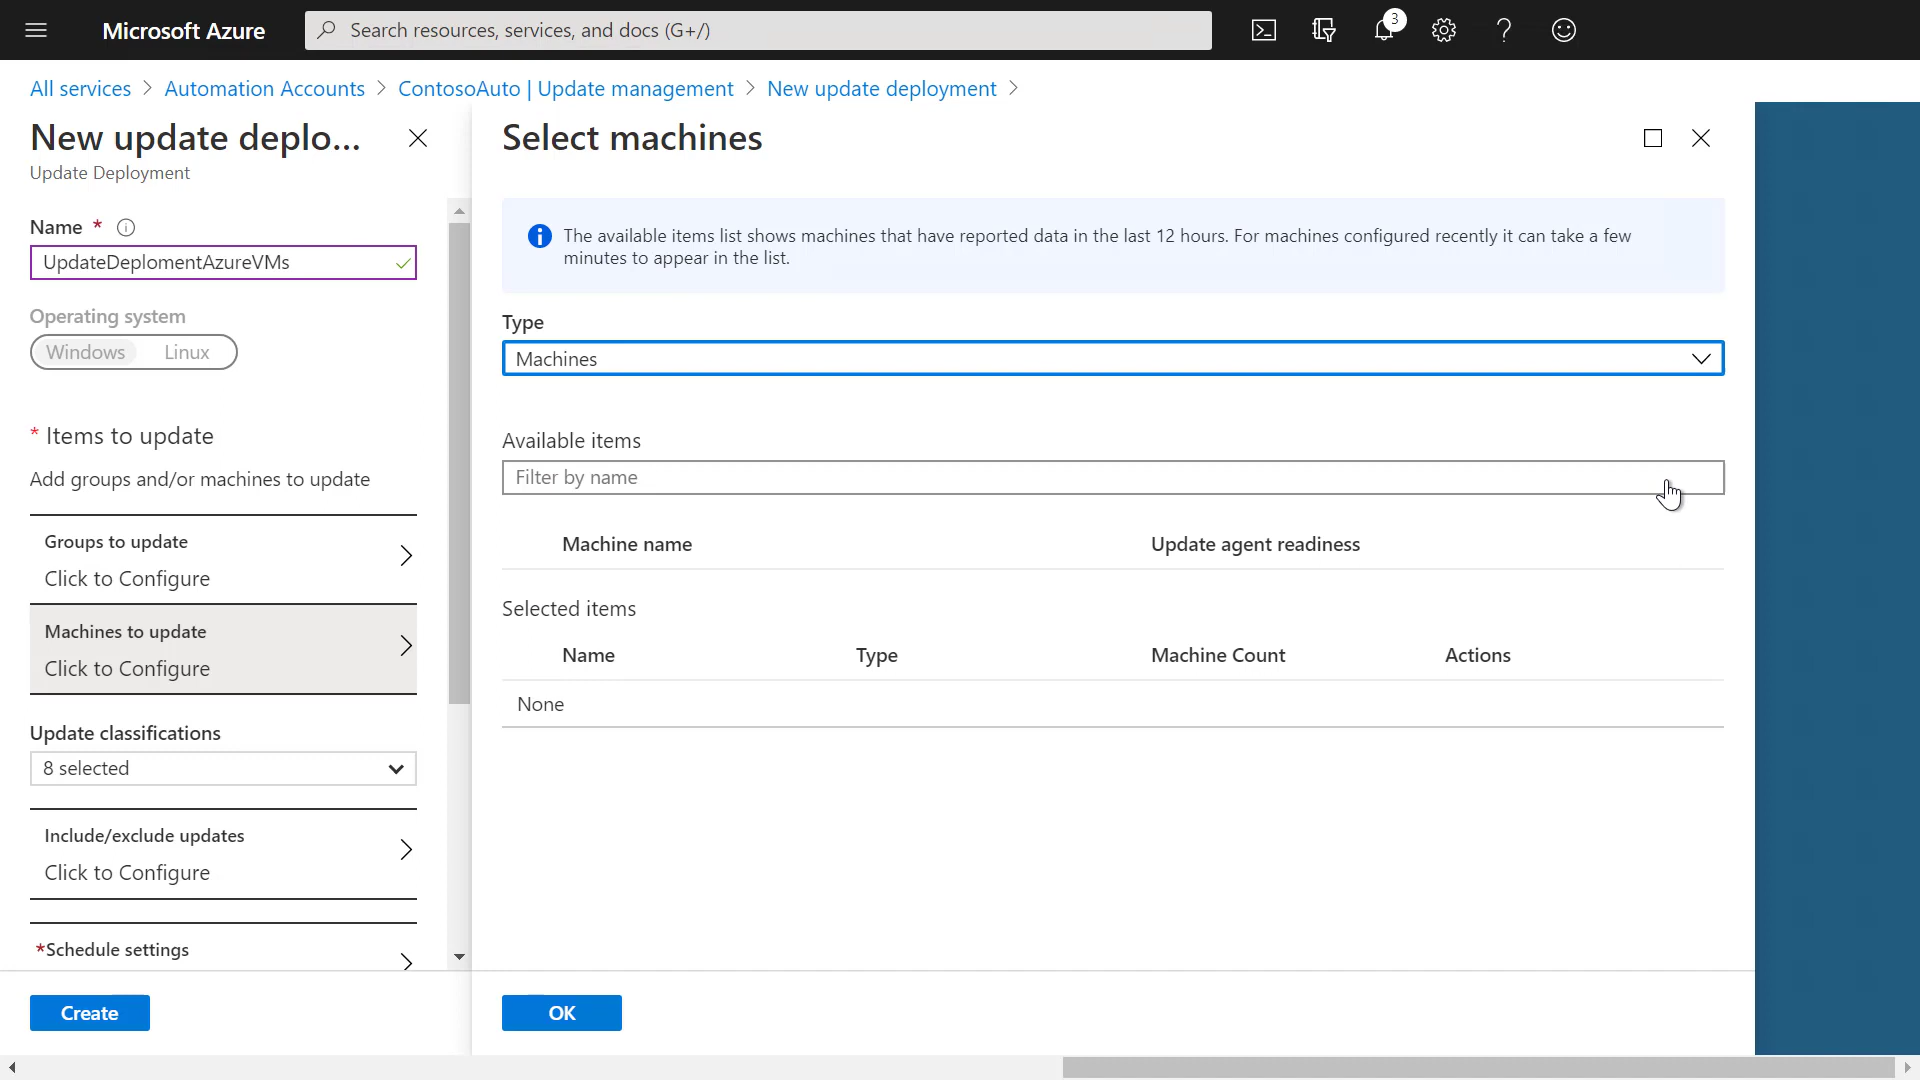 Microsoft Azure
Search resources, services, and docs (G+/)
3
All services > Automation Accounts > ContosoAuto | Update management > New update deployment >
New update deplo...
Update Deployment
Name *
UpdateDeplomentAzureVMs
Operating system
Windows Linux
* Items to update
Add groups and/or machines to update
Groups to update
Click to Configure
Machines to update
Click to Configure
Update classifications
8 selected
Include/exclude updates
Click to Configure
*Schedule settings
Create
Select machines
The available items list shows machines that have reported data in the last 12 hours. For machines configured recently it can take a few
minutes to appear in the list.
Type
Machines
Available items
Filter by name
Machine name Update agent readiness
Selected items
Name Type Machine Count Actions
None
OK